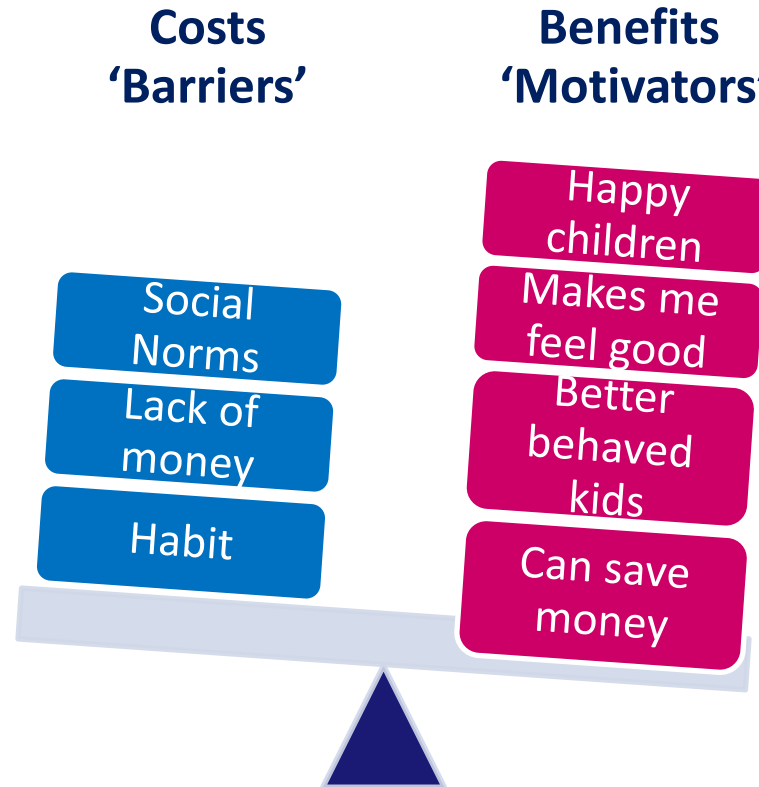 Costs
‘Barriers’
Benefits
‘Motivators’
Social
Norms
Lack of
money
Habit
Happy
children
Makes me
feel good
Better
behaved
kids
Can save
money